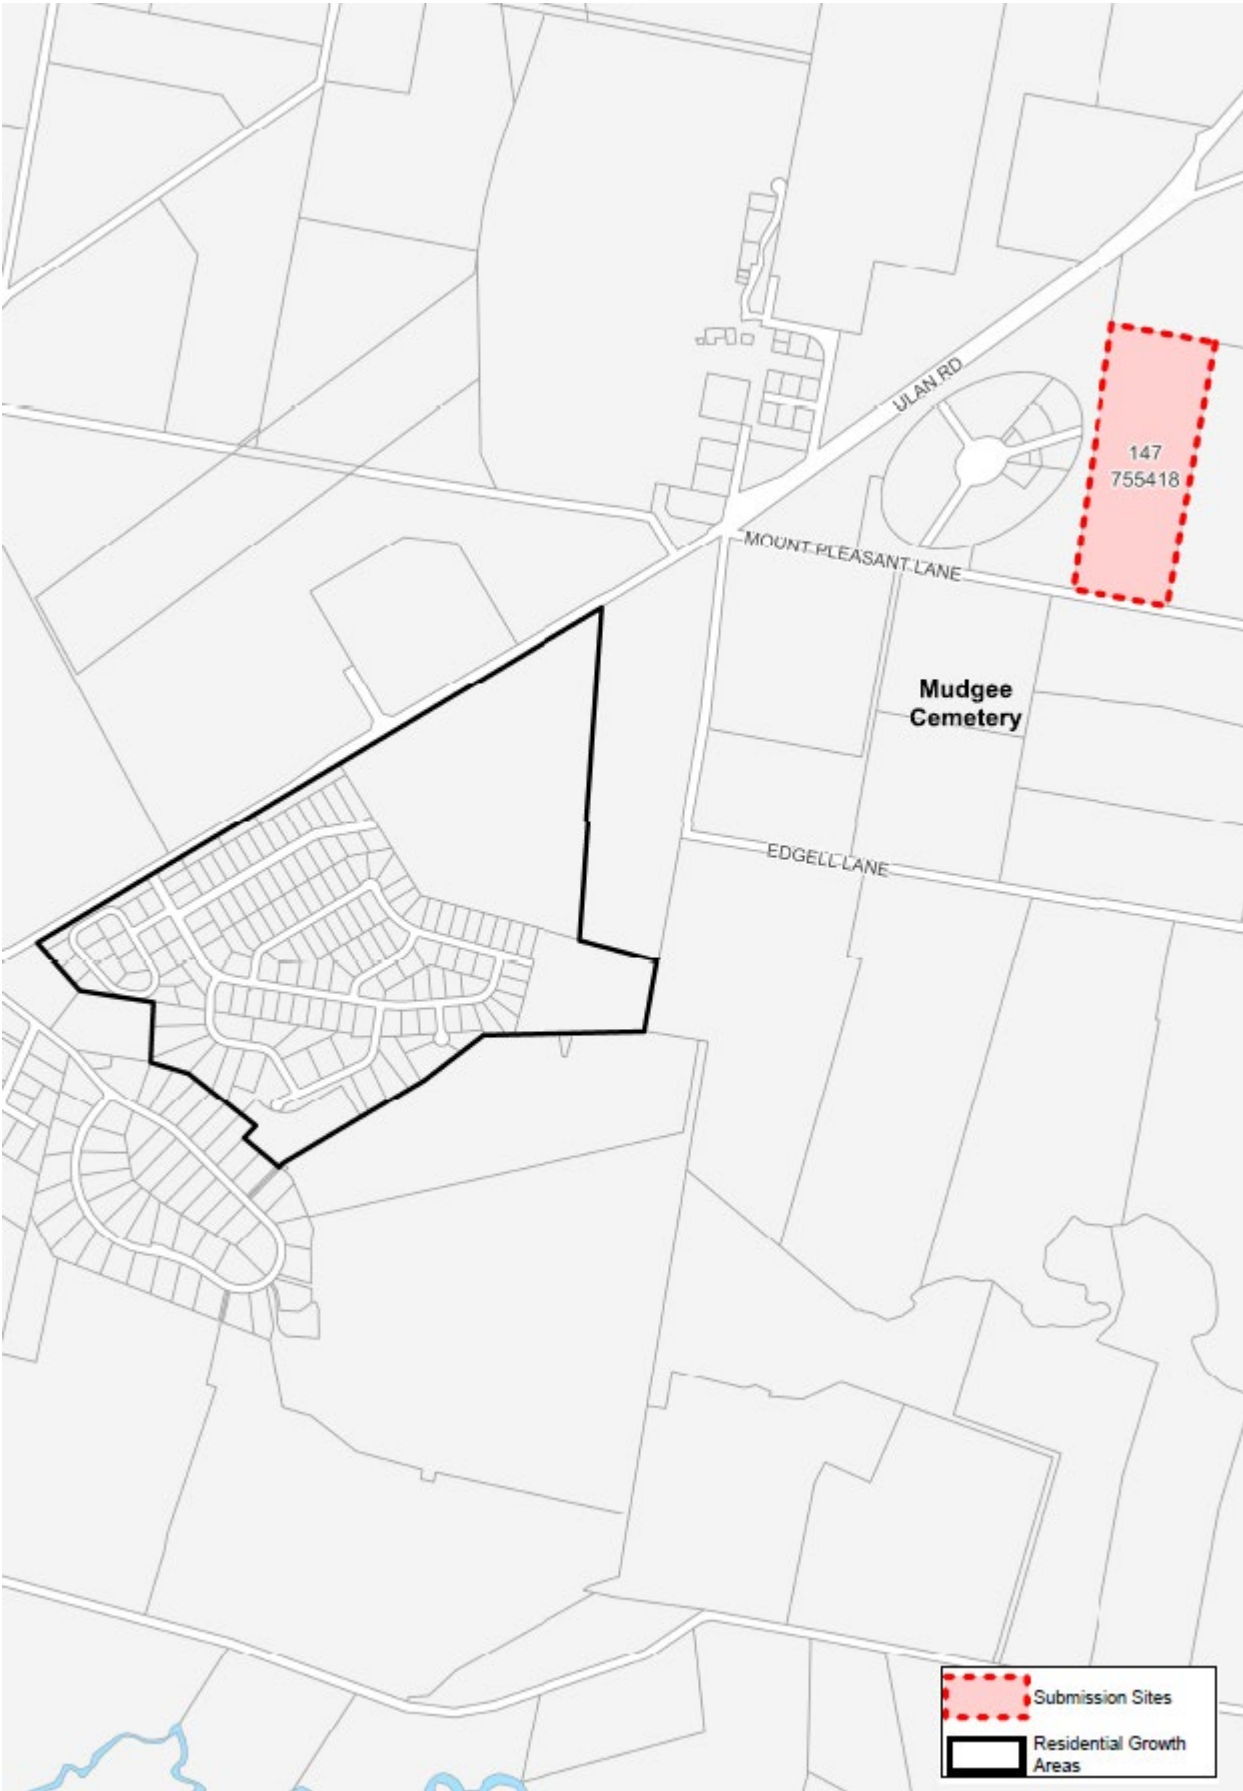 ULAN RD
147
755418
MOUNT PLEASANT LANE
Mudgee
Cemetery
EDGELL LANE
Submission Sites
Residential Growth
Areas